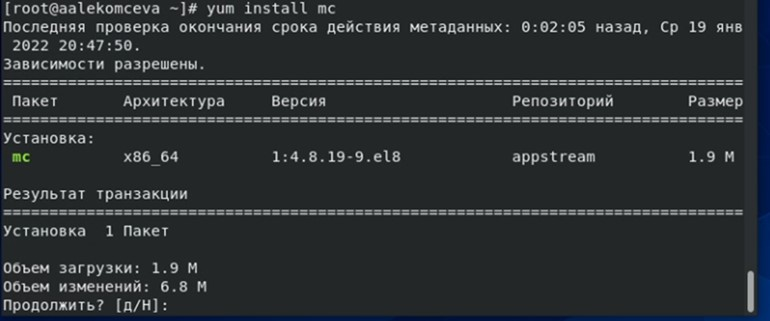 [root@aalekomceva ~]# yum install mc
Последняя проверка окончания срока действия метаданных: 0:02:05 назад, Ср 19 янв
2022 20:47:50.
Зависимости разрешены.
================================================================================
Пакет Архитектура Версия Репозиторий Размер
================================================================================
Установка:
mc x86_64 1:4.8.19-9.el8 appstream 1.9 M
Результат транзакции
================================================================================
Установка 1 Пакет
Объем загрузки: 1.9 M
Объем изменений: 6.8 M
Продолжить? [д/Н]: